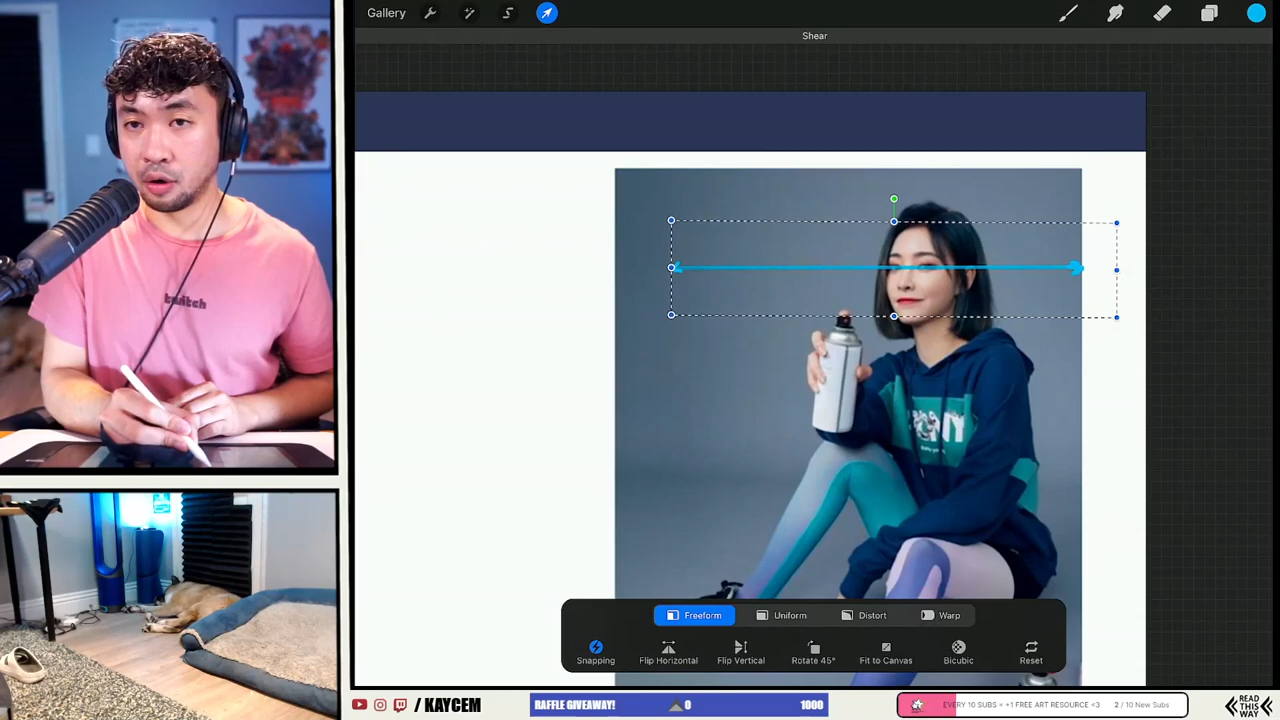 Gallery
Shear
twitch
Freeform
Uniform
Distort
Warp
Snapping
Flip Horizontal
Flip Vertical
Rotate 45°
Fit to Canvas
Bicubic
Reset
/ KAYCEM
RAFFLE GIVEAWAY!
0
1000
EVERY 10 SUBS = +1 FREE ART RESOURCE <3
2 / 10 New Subs
READ
THIS
WAY